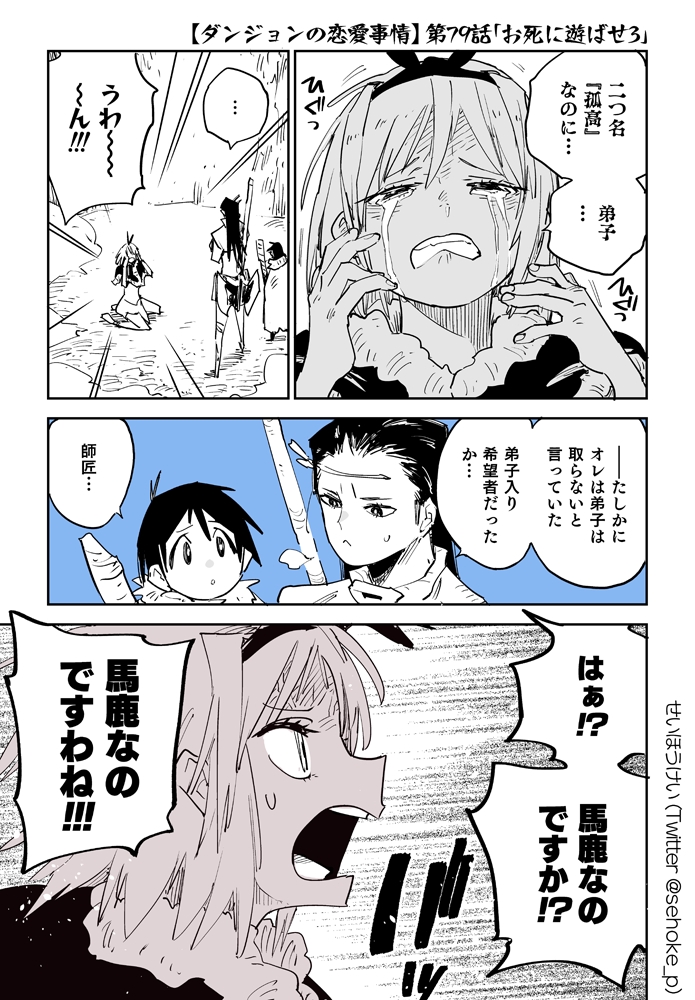 【ダンジョンの恋愛事情】第79話「お死に遊ばせ3」
二つ名
『孤高』
なのに…
弟子
…
ひぐっ
ひぐっ
…
うわ〜〜
〜ん!!!
──たしかに
オレは弟子は
取らないと
言っていた
弟子入り
希望者だった
か…
師匠…
はぁ!?
馬鹿なの
ですか!?
馬鹿なの
ですわね!!!
せいほうけい(Twitter @sehoke_p)